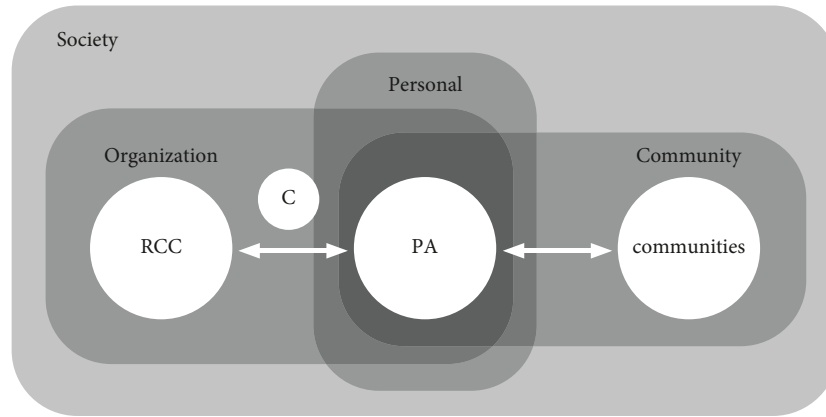 Society
Personal
Organization
Community
C
RCC
PA
communities